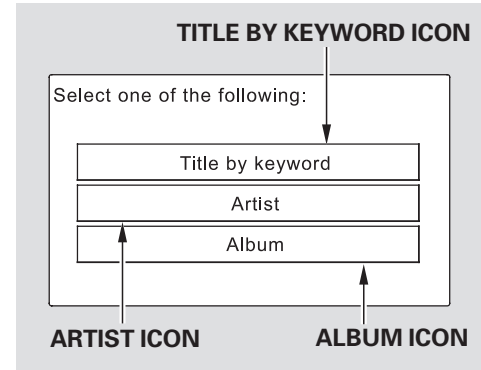 TITLE BY KEYWORD ICON
Select one of the following:
Title by keyword
Artist
Album
ARTIST ICON
ALBUM ICON